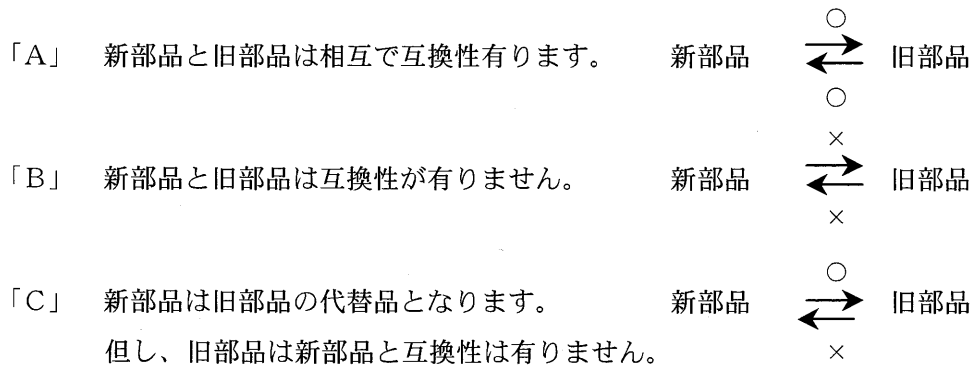 ○
「A」 新部品と旧部品は相互で互換性有ります。 新部品 旧部品
○
×
「B」 新部品と旧部品は互換性が有りません。 新部品 旧部品
×
○
「C」 新部品は旧部品の代替品となります。 新部品 旧部品
但し、旧部品は新部品と互換性は有りません。 ×